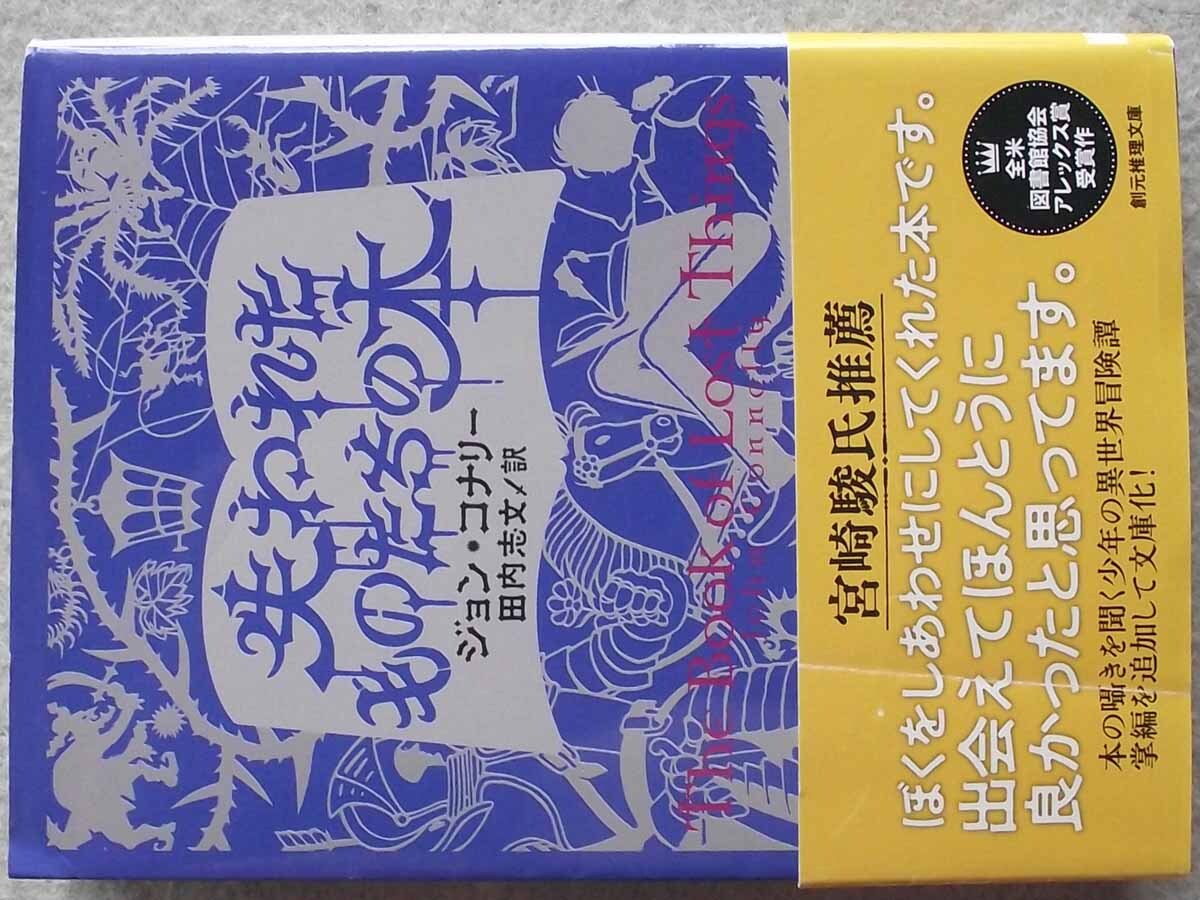 失われた
ものたちの本
ジョン・コナリー
田内志文／訳
The Book of Lost Things
John Connolly
宮崎駿氏推薦
ぼくをしあわせにしてくれた本です。
出会えてほんとうに
良かったと思ってます。
本の囁きを聞く少年の異世界冒険譚
掌編を追加して文庫化!
全米
図書館協会
アレックス賞
受賞作
創元推理文庫